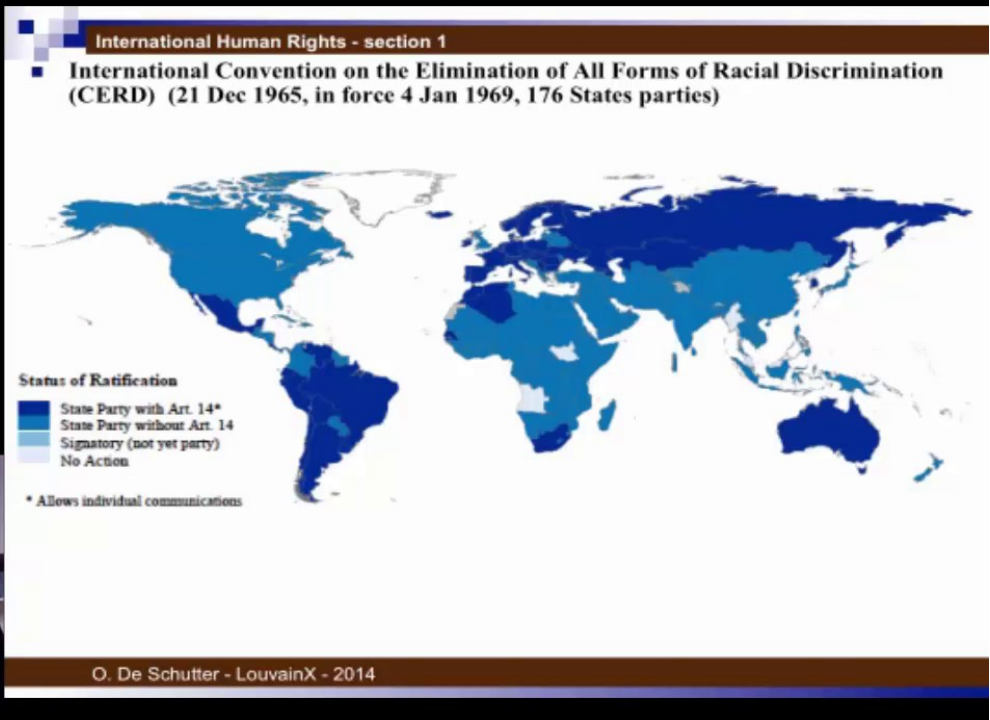 International Human Rights - section 1
International Convention on the Elimination of All Forms of Racial Discrimination
(CERD) (21 Dec 1965, in force 4 Jan 1969, 176 States parties)
Status of Ratification
State Party with Art. 14*
State Party without Art. 14
Signatory (not yet party)
No Action
* Allows individual communications
O. De Schutter - LouvainX - 2014